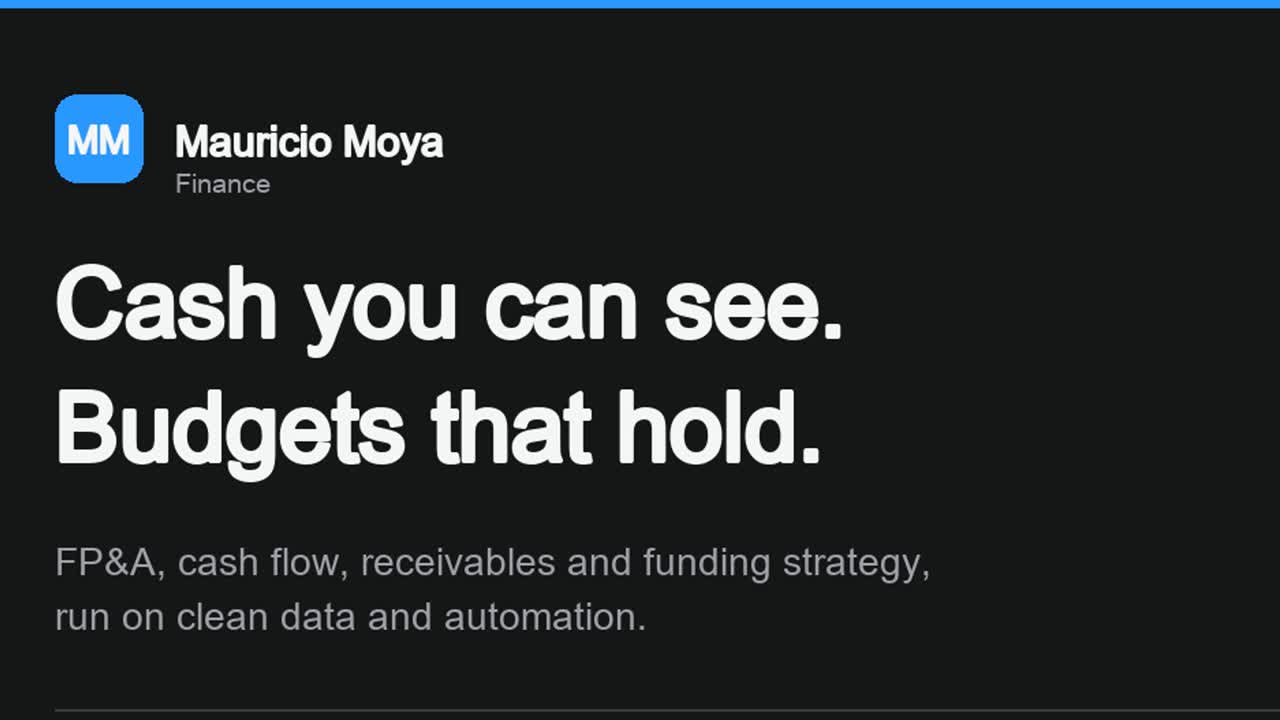 MM
Mauricio Moya
Finance
Cash you can see.
Budgets that hold.
FP&A, cash flow, receivables and funding strategy,
run on clean data and automation.